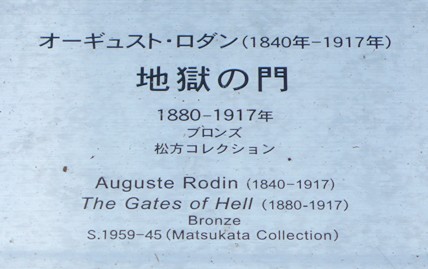 オーギュスト・ロダン(1840年-1917年)
地獄の門
1880-1917年
ブロンズ
松方コレクション
Auguste Rodin (1840-1917)
The Gates of Hell (1880-1917)
Bronze
S.1959-45(Matsukata Collection)